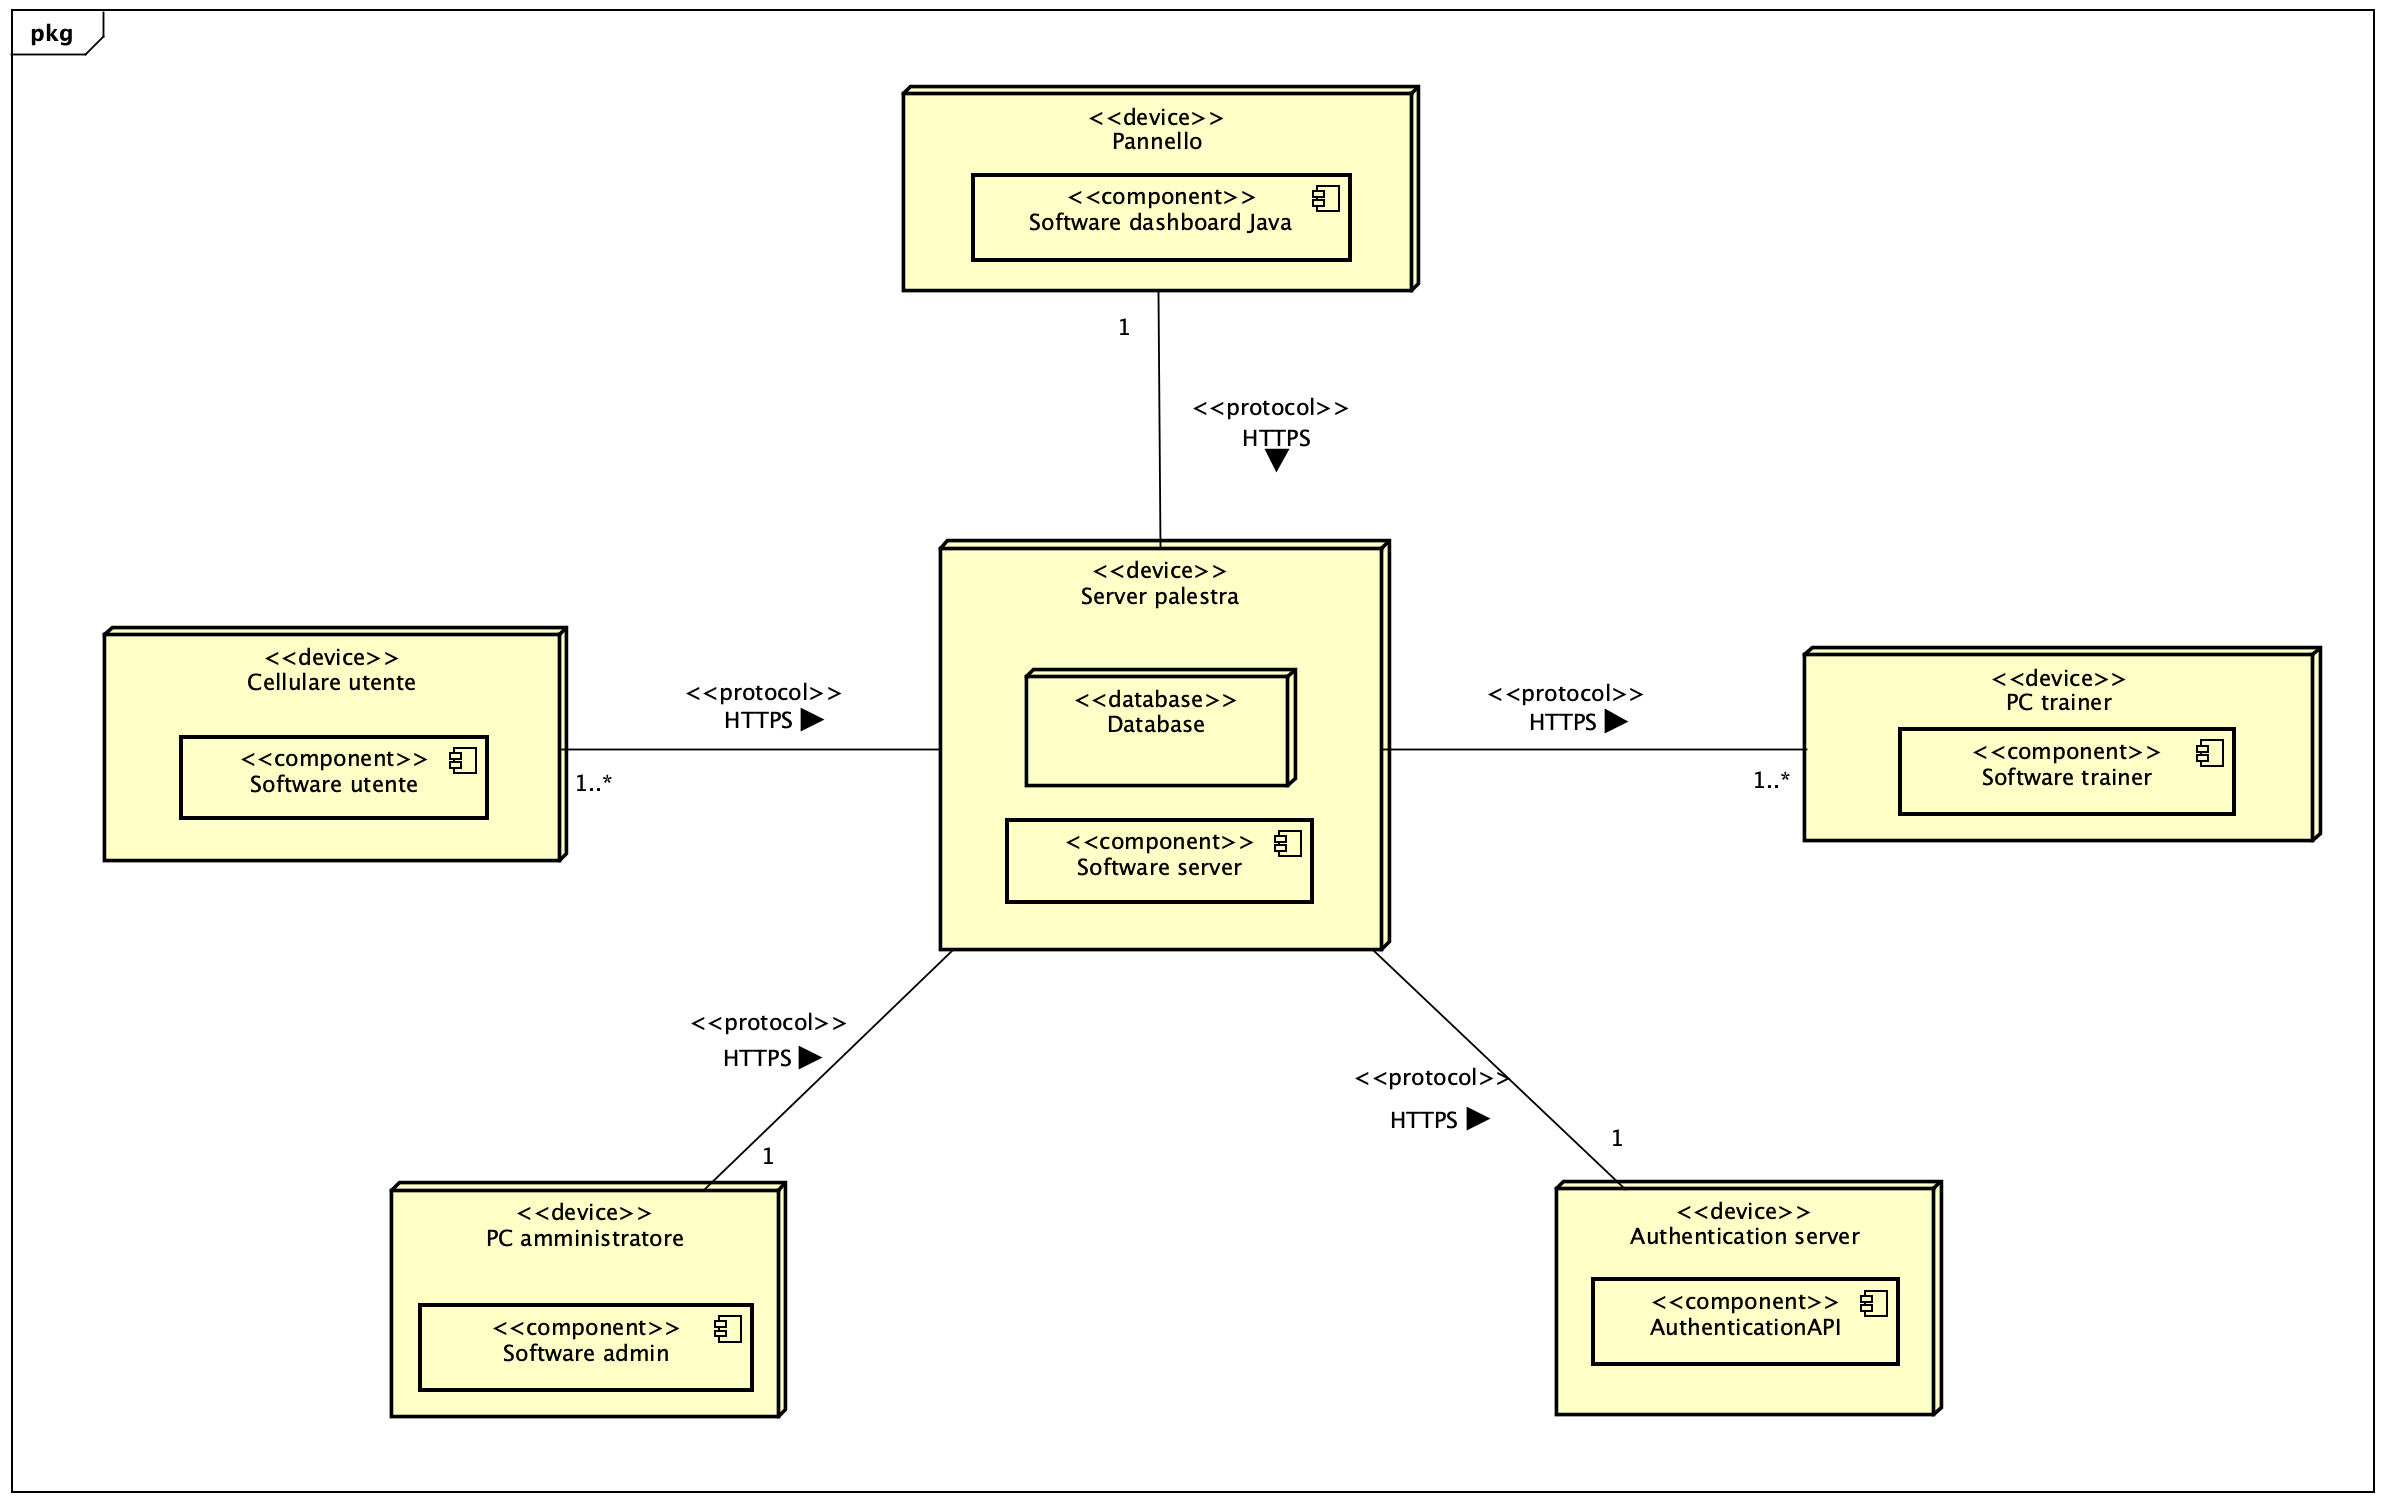 pkg
<<device>>
Pannello
<<component>>
Software dashboard Java
1
<<protocol>>
HTTPS
<<device>>
Server palestra
<<database>>
Database
<<component>>
Software server
<<device>>
Cellulare utente
<<component>>
Software utente
<<protocol>>
HTTPS
1..*
<<protocol>>
HTTPS
1..*
<<device>>
PC trainer
<<component>>
Software trainer
<<protocol>>
HTTPS
1
<<device>>
PC amministratore
<<component>>
Software admin
<<protocol>>
HTTPS
1
<<device>>
Authentication server
<<component>>
AuthenticationAPI